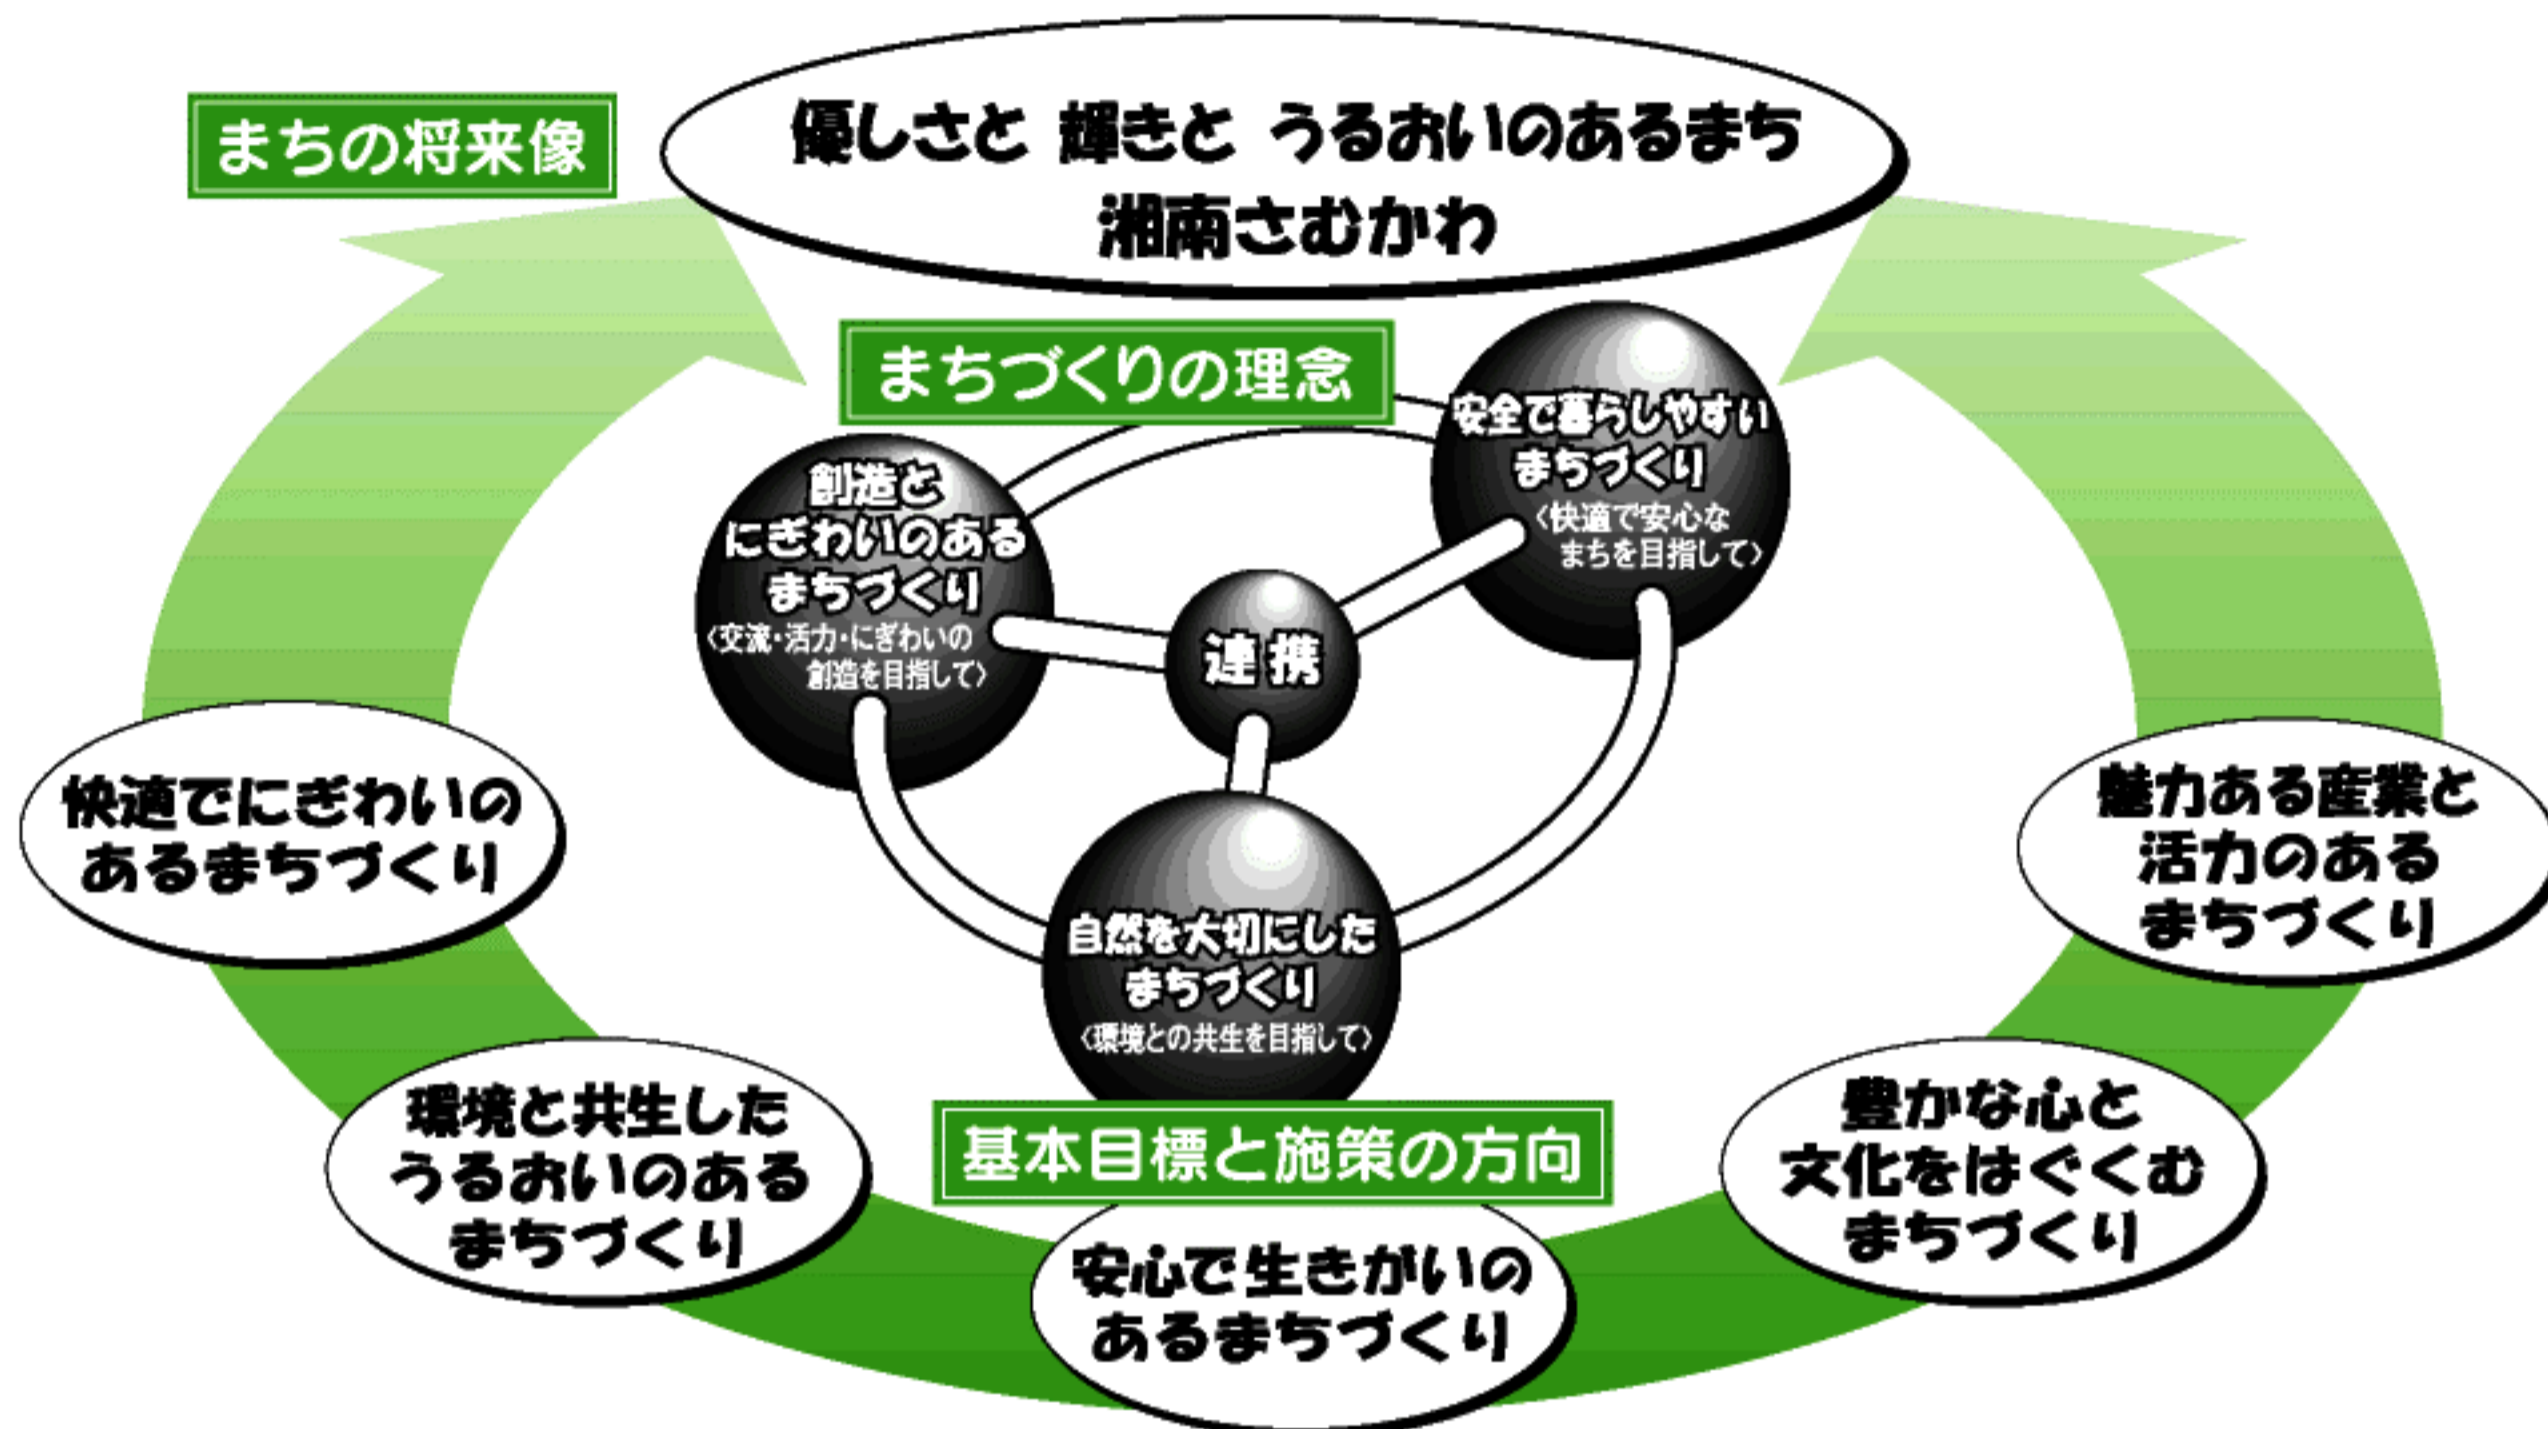 まちの将来像
優しさと 輝きと うるおいのあるまち
湘南さむかわ
まちづくりの理念
安全で暮らしやすい
まちづくり
〈快適で安心な
まちを目指して〉
創造と
にぎわいのある
まちづくり
〈交流・活力・にぎわいの
創造を目指して〉
連携
自然を大切にした
まちづくり
〈環境との共生を目指して〉
快適でにぎわいの
あるまちづくり
魅力ある産業と
活力のある
まちづくり
環境と共生した
うるおいのある
まちづくり
豊かな心と
文化をはぐくむ
まちづくり
基本目標と施策の方向
安心で生きがいの
あるまちづくり